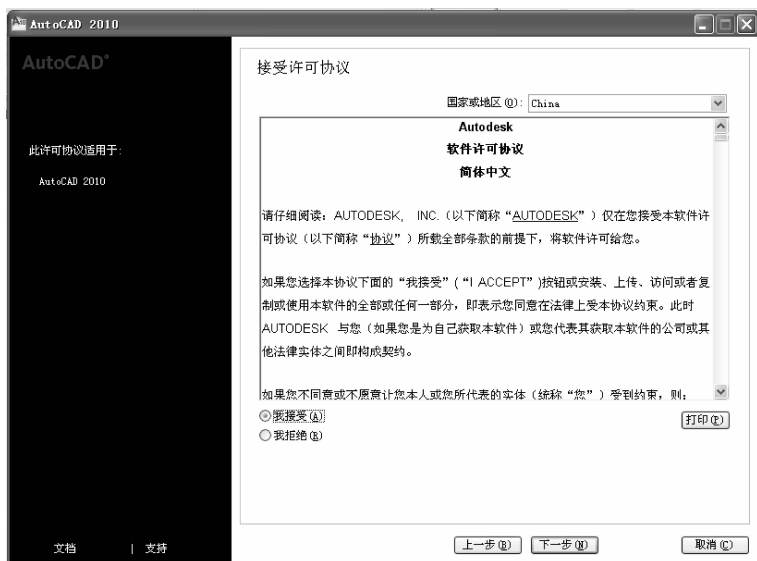 AutoCAD 2010
AutoCAD®
接受许可协议
国家或地区(O): China
此许可协议适用于:
AutoCAD 2010
Autodesk
软件许可协议
简体中文
请仔细阅读:AUTODESK, INC.(以下简称“AUTODESK”)仅在您接受本软件许
可协议(以下简称“协议”)所载全部条款的前提下,将软件许可给您。
如果您选择本协议下面的“我接受”(“I ACCEPT”)按钮或安装、上传、访问或者复
制或使用本软件的全部或任何一部分,即表示您同意在法律上受本协议约束。此时
AUTODESK 与您(如果您是为自己获取本软件)或您代表其获取本软件的公司或其
他法律实体之间即构成契约。
如果您不同意或不愿意让您本人或您所代表的实体(统称“您”)受到约束,则:
我接受(A)
我拒绝(R)
打印(P)
文档 | 支持
上一步(B) 下一步(N) 取消(C)